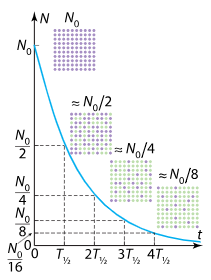 N
N₀
N₀
≈ N₀/2
N₀/2
≈ N₀/4
≈ N₀/8
N₀/4
N₀/8
N₀/16
t
0 T½ 2T½ 3T½ 4T½